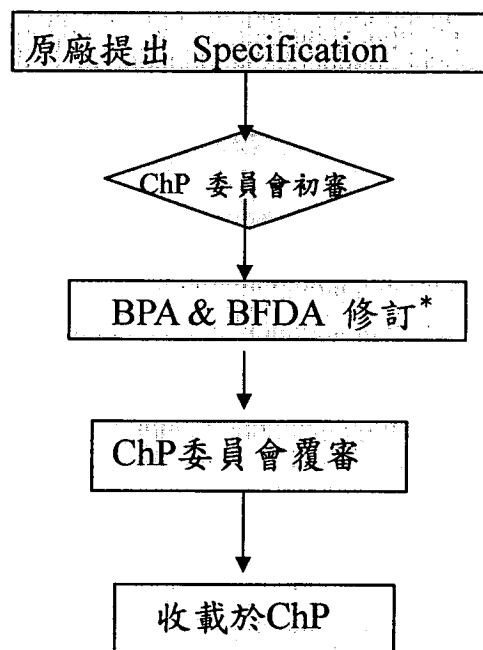 原廠提出 Specification
ChP 委員會初審
BPA & BFDA 修訂*
ChP委員會覆審
收載於ChP